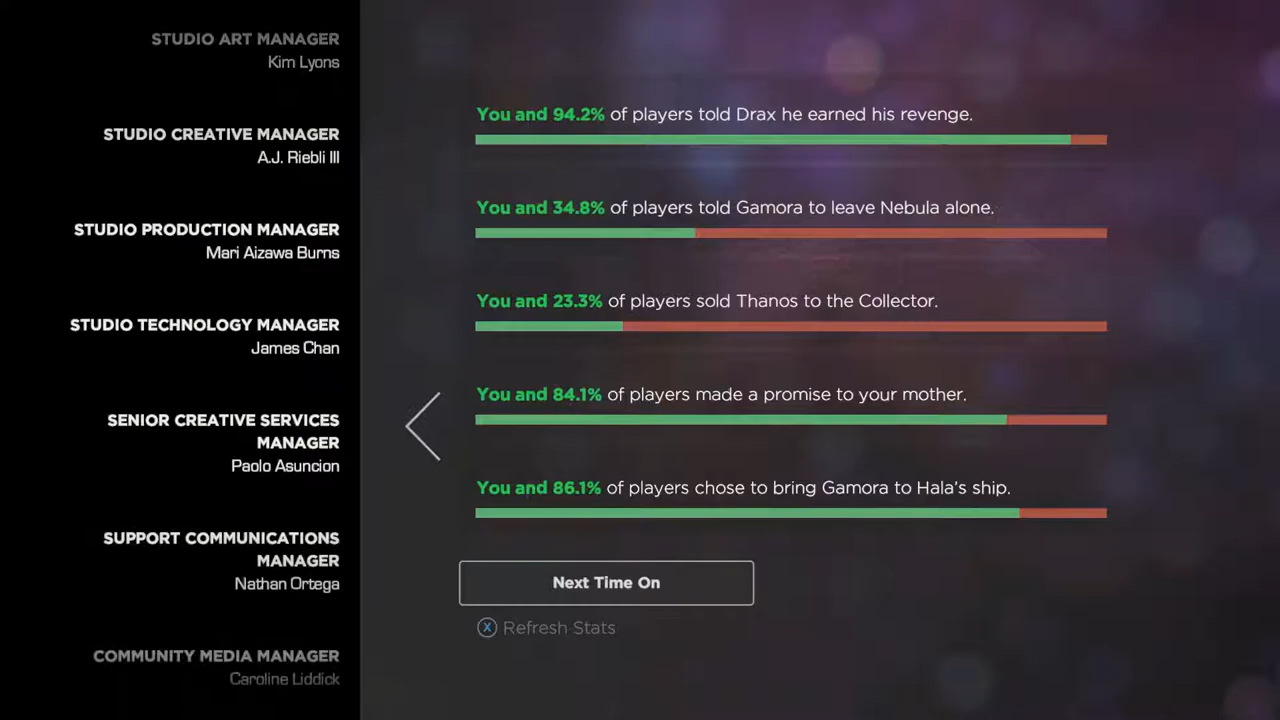 STUDIO ART MANAGER
Kim Lyons
STUDIO CREATIVE MANAGER
A.J. Riebli III
STUDIO PRODUCTION MANAGER
Mari Aizawa Burns
STUDIO TECHNOLOGY MANAGER
James Chan
SENIOR CREATIVE SERVICES
MANAGER
Paolo Asuncion
SUPPORT COMMUNICATIONS
MANAGER
Nathan Ortega
COMMUNITY MEDIA MANAGER
Caroline Liddick
You and 94.2% of players told Drax he earned his revenge.
You and 34.8% of players told Gamora to leave Nebula alone.
You and 23.3% of players sold Thanos to the Collector.
You and 84.1% of players made a promise to your mother.
You and 86.1% of players chose to bring Gamora to Hala's ship.
Next Time On
X Refresh Stats